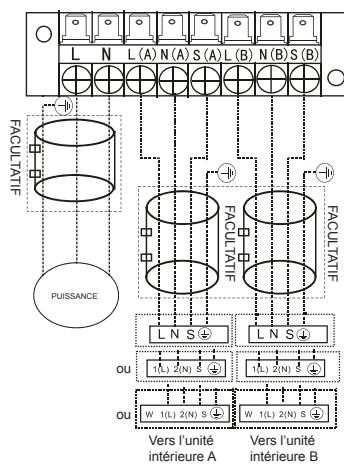 L N L(A) N(A) S(A) L(B) N(B) S(B)
FACULTATIF
FACULTATIF
FACULTATIF
PUISSANCE
L N S
L N S
ou
1(L) 2(N) S
1(L) 2(N) S
ou
W 1(L) 2(N) S
W 1(L) 2(N) S
Vers l'unité
intérieure A
Vers l'unité
intérieure B